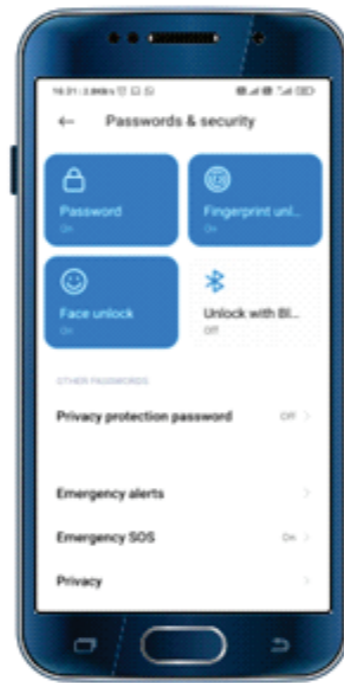 Passwords & security
Password
On
Fingerprint unl...
On
Face unlock
On
Unlock with Bl...
Off
OTHER PASSWORDS
Privacy protection password
Off
Emergency alerts
Emergency SOS
On
Privacy